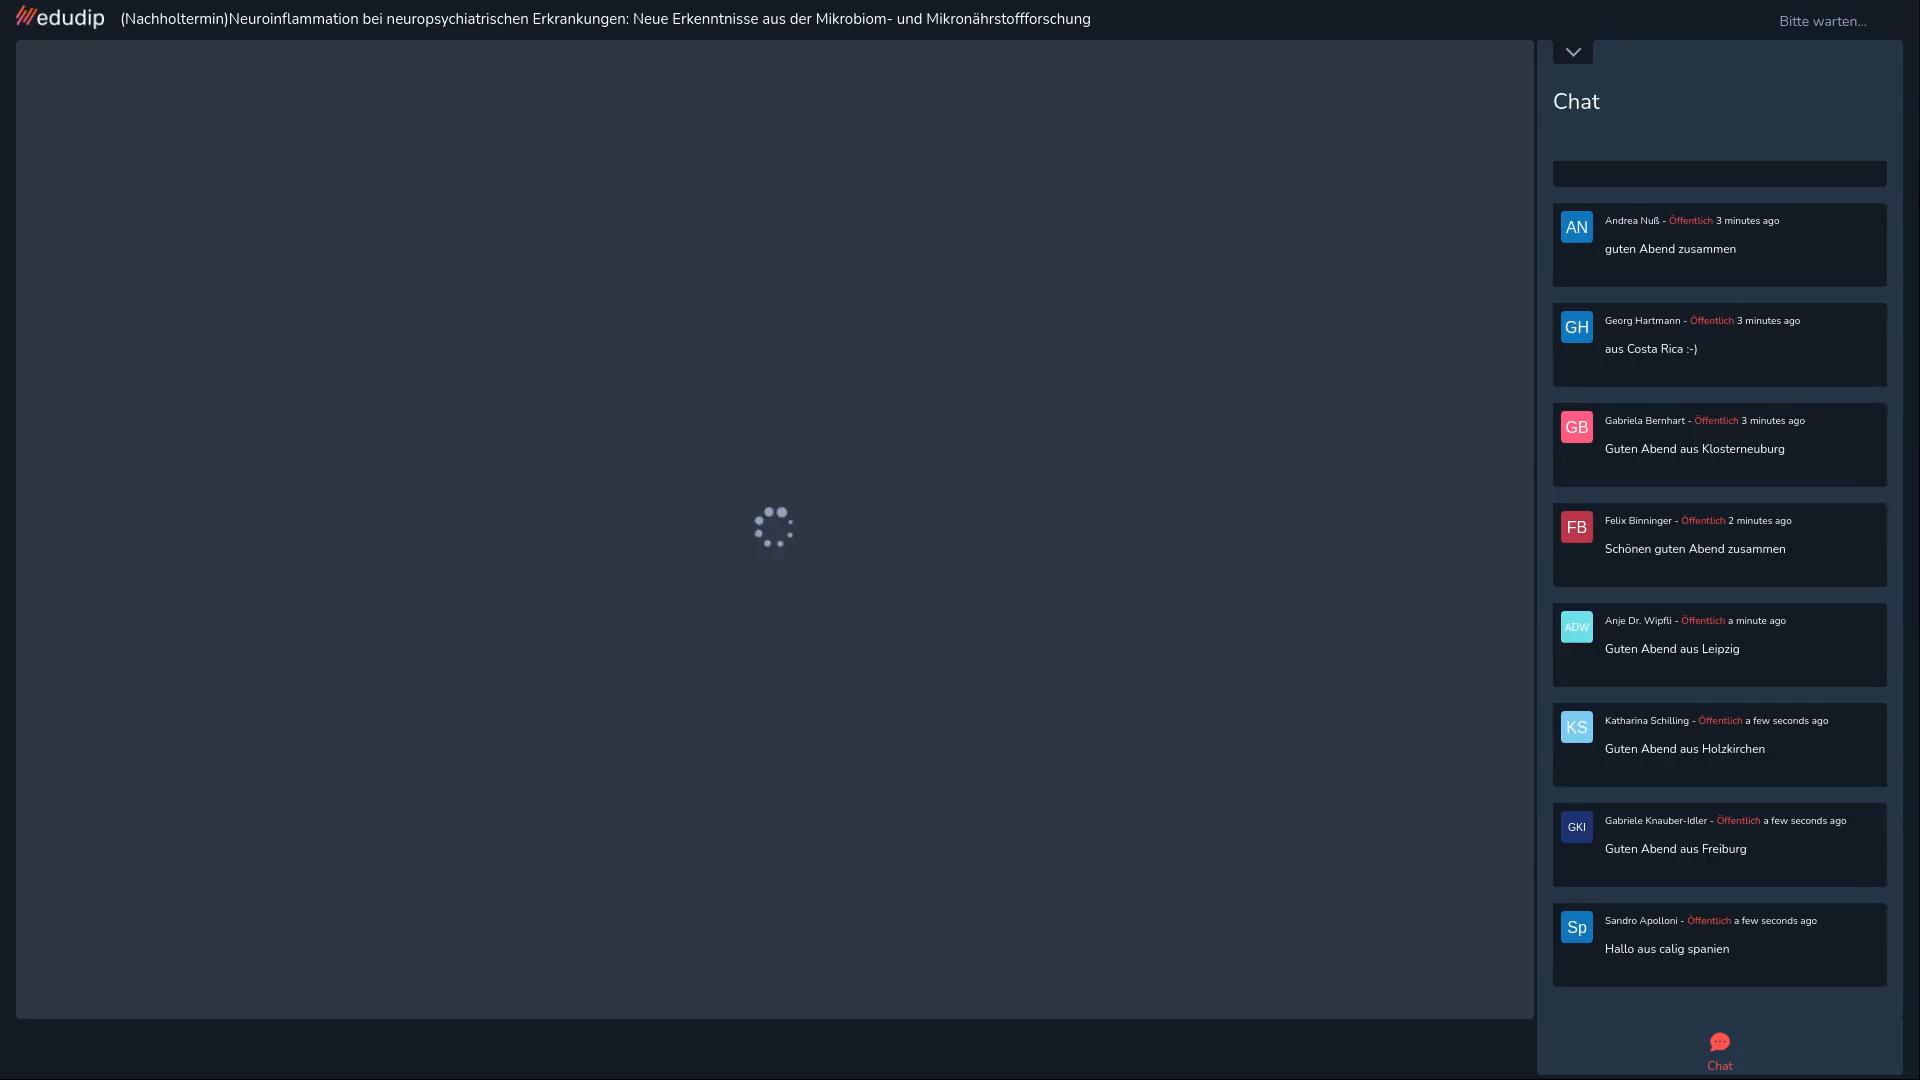 edudip
(Nachholtermin)Neuroinflammation bei neuropsychiatrischen Erkrankungen: Neue Erkenntnisse aus der Mikrobiom- und Mikronährstoffforschung
Bitte warten...
Chat
AN
Andrea Nuß - Öffentlich 3 minutes ago
guten Abend zusammen
GH
Georg Hartmann - Öffentlich 3 minutes ago
aus Costa Rica :-)
GB
Gabriela Bernhart - Öffentlich 3 minutes ago
Guten Abend aus Klosterneuburg
FB
Felix Binninger - Öffentlich 2 minutes ago
Schönen guten Abend zusammen
ADW
Anje Dr. Wipfli - Öffentlich a minute ago
Guten Abend aus Leipzig
KS
Katharina Schilling - Öffentlich a few seconds ago
Guten Abend aus Holzkirchen
GKI
Gabriele Knauber-Idler - Öffentlich a few seconds ago
Guten Abend aus Freiburg
Sp
Sandro Apolloni - Öffentlich a few seconds ago
Hallo aus calig spanien
Chat